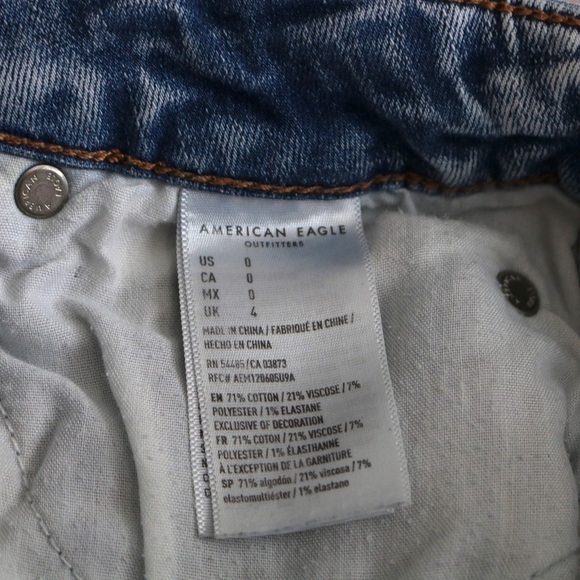 AMERICAN EAGLE
OUTFITTERS
US 0
CA 0
MX 0
UK 4
MADE IN CHINA / FABRIQUÉ EN CHINE /
HECHO EN CHINA
RN 54485/CA 03873
RFC# AEM120605U9A
EN 71% COTTON / 21% VISCOSE / 7%
POLYESTER / 1% ELASTANE
EXCLUSIVE OF DECORATION
FR 71% COTON / 21% VISCOSE / 7%
POLYESTER / 1% ÉLASTHANNE
À L'EXCEPTION DE LA GARNITURE
SP 71% algodón / 21% viscosa / 7%
elastomultiéster / 1% elastano